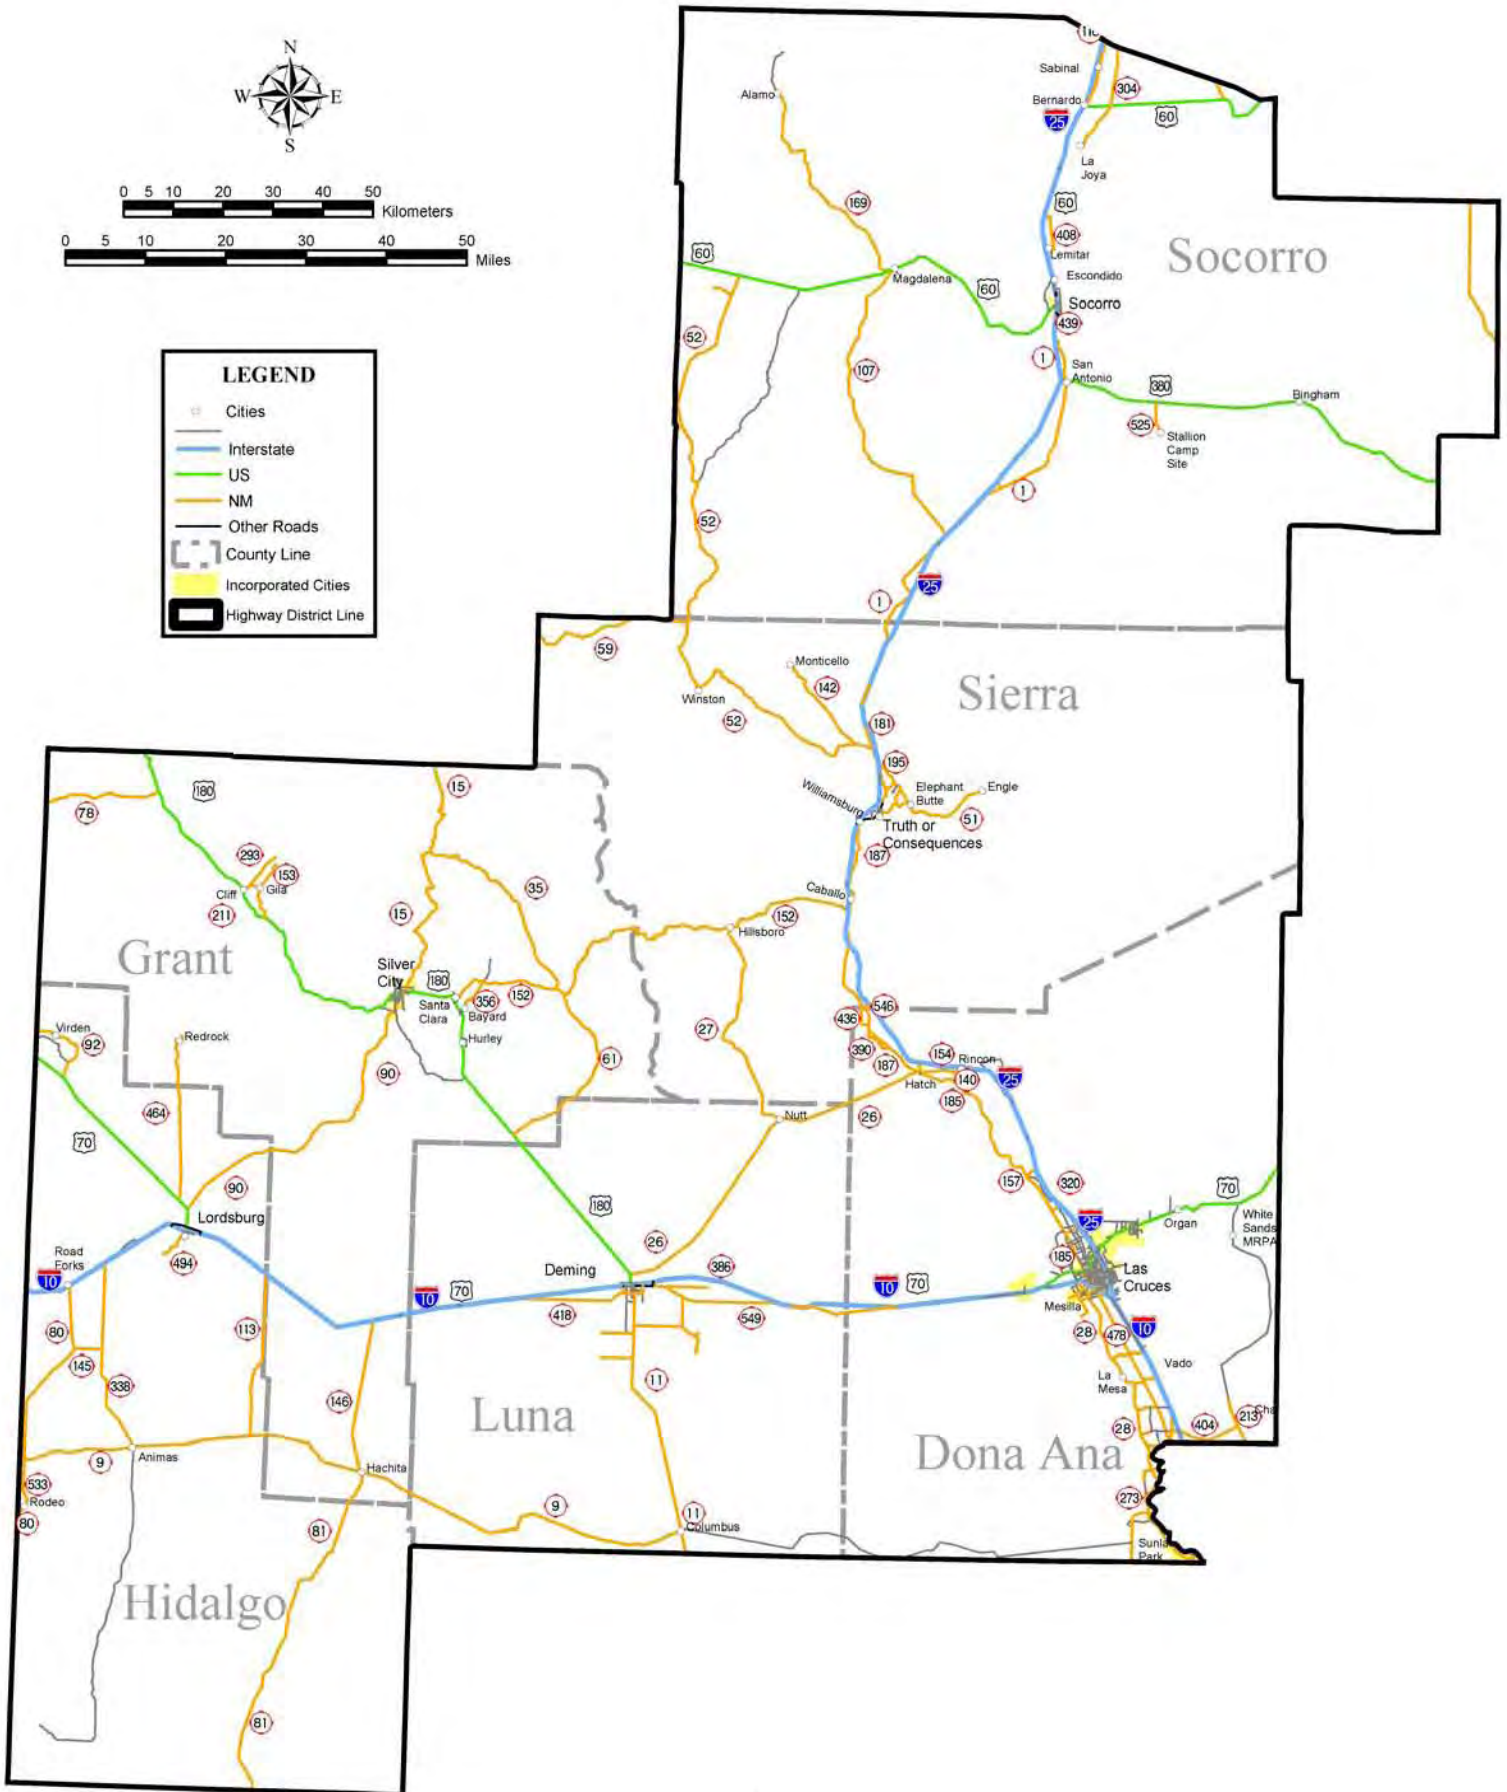 N
W E
S
0 5 10 20 30 40 50
Kilometers
0 5 10 20 30 40 50
Miles
LEGEND
Cities
Interstate
US
NM
Other Roads
County Line
Incorporated Cities
Highway District Line
Sabinal
Alamo
304
Bernardo
25
60
La
Joya
169
60
408
Socorro
60
Lemitar
Escondido
Magdalena
60
Socorro
439
52
1
San
Antonio
107
380
Bingham
525
Stallion
Camp
Site
1
52
25
1
59
Monticello
142
Sierra
Winston
52
181
195
Elephant
Butte
Engle
Williamsburg
51
Truth or
Consequences
187
180
15
78
293
153
Cliff
Gila
211
35
15
Caballo
152
Hillsboro
Grant
Silver
City
180
Santa
Clara
356
152
Bayard
Hurley
546
436
27
390
187
154
Rincon
25
Hatch
140
185
Virden
92
Redrock
90
61
464
Nutt
26
70
157
320
70
90
180
25
Organ
White
Sands
MRPA
Lordsburg
26
185
Road
Forks
494
10
Deming
386
Las
Cruces
10
70
10
70
Mesilla
418
549
28
478
10
80
113
145
338
11
Vado
La
Mesa
146
Luna
28
404
213
Dona Ana
9
Animas
Hachita
533
Rodeo
80
81
9
11
Columbus
273
Park
Hidalgo
81